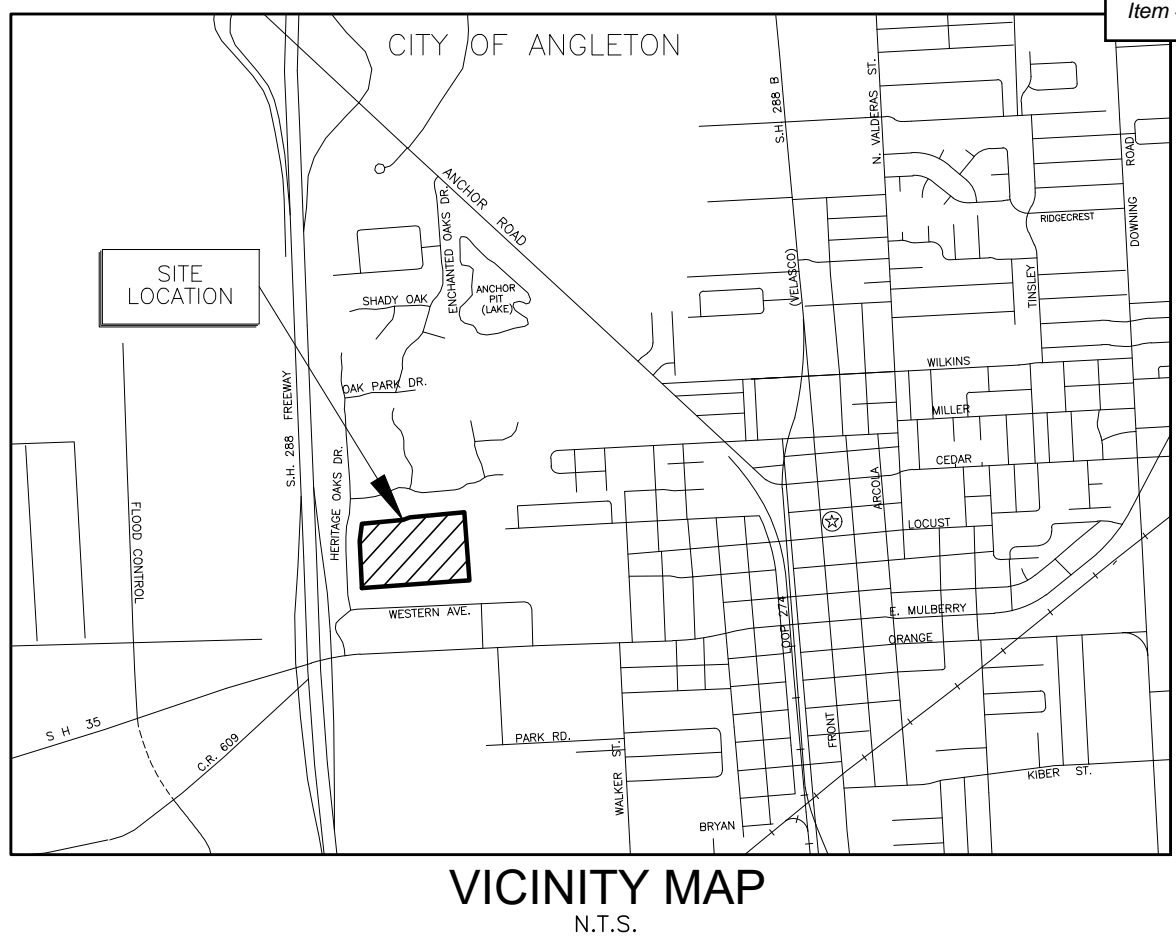 Item
CITY OF ANGLETON
S.H. 288 B
N. VALDERAS ST.
ROAD
DOWNING
ANCHOR ROAD
ENCHANTED OAKS DR.
RIDGECREST
SITE
LOCATION
(VELASCO)
TINSLEY
ANCHOR
PIT
(LAKE)
SHADY OAK
WILKINS
OAK PARK DR.
S.H. 288 FREEWAY
MILLER
HERITAGE OAKS DR.
CEDAR
ARCOLA
FLOOD CONTROL
LOCUST
WESTERN AVE.
LOOP 274
E. MULBERRY
ORANGE
S H 35
C.R. 609
PARK RD.
WALKER ST.
FRONT
KIBER ST.
BRYAN
VICINITY MAP
N.T.S.